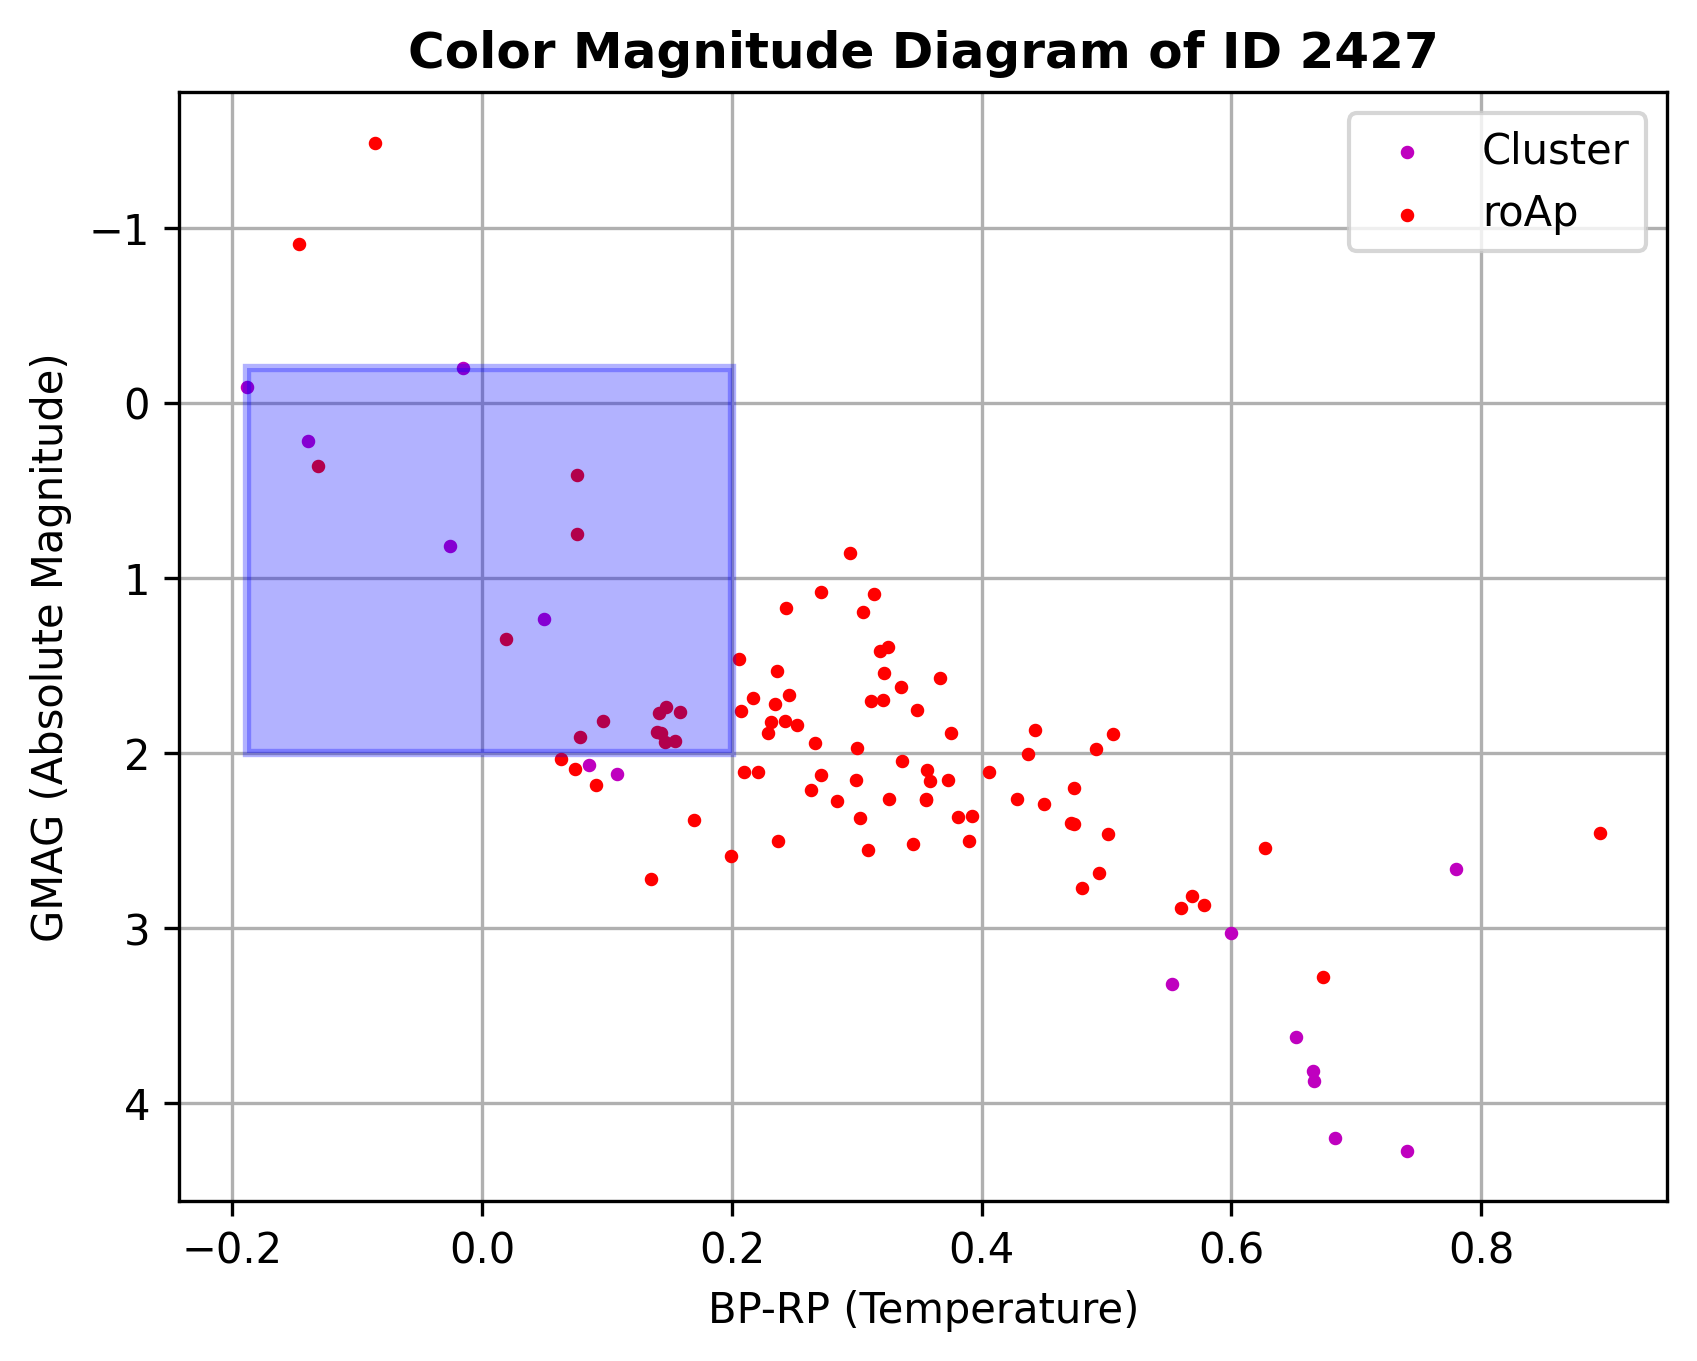 Color Magnitude Diagram of ID 2427
Cluster
roAp
GMAG (Absolute Magnitude)
−1
0
1
2
3
4
−0.2
0.0
0.2
0.4
0.6
0.8
BP-RP (Temperature)